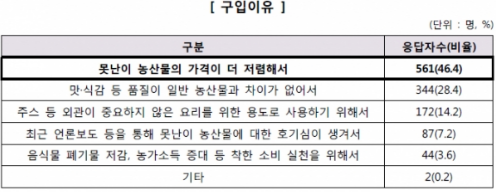 [ 구입이유 ]
(단위 : 명, %)
구분 응답자수(비율)
못난이 농산물의 가격이 더 저렴해서 561(46.4)
맛·식감 등 품질이 일반 농산물과 차이가 없어서 344(28.4)
주스 등 외관이 중요하지 않은 요리를 위한 용도로 사용하기 위해서 172(14.2)
최근 언론보도 등을 통해 못난이 농산물에 대한 호기심이 생겨서 87(7.2)
음식물 폐기물 저감, 농가소득 증대 등 착한 소비 실천을 위해서 44(3.6)
기타 2(0.2)